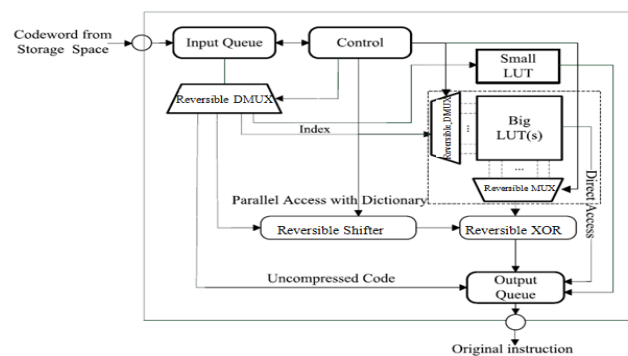 Codeword from
Storage Space
Input Queue
Control
Small
LUT
Reversible DMUX
Reversible DMUX
Big
LUT(s)
Index
Reversible MUX
Direct Access
Parallel Access with Dictionary
Reversible Shifter
Reversible XOR
Uncompressed Code
Output
Queue
Original instruction